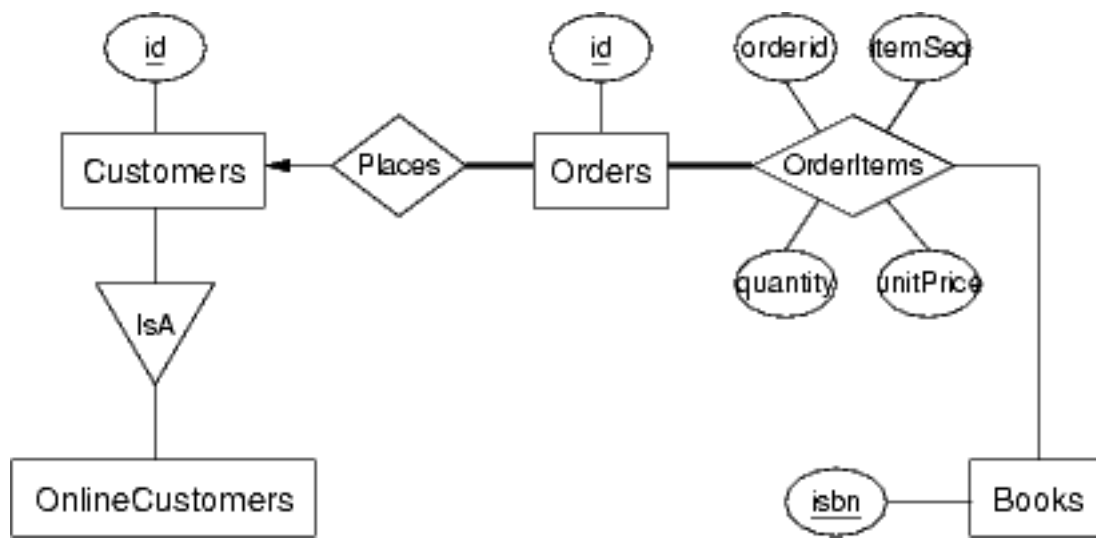 id
id
orderid
itemSeq
Customers
Places
Orders
OrderItems
quantity
unitPrice
IsA
OnlineCustomers
isbn
Books